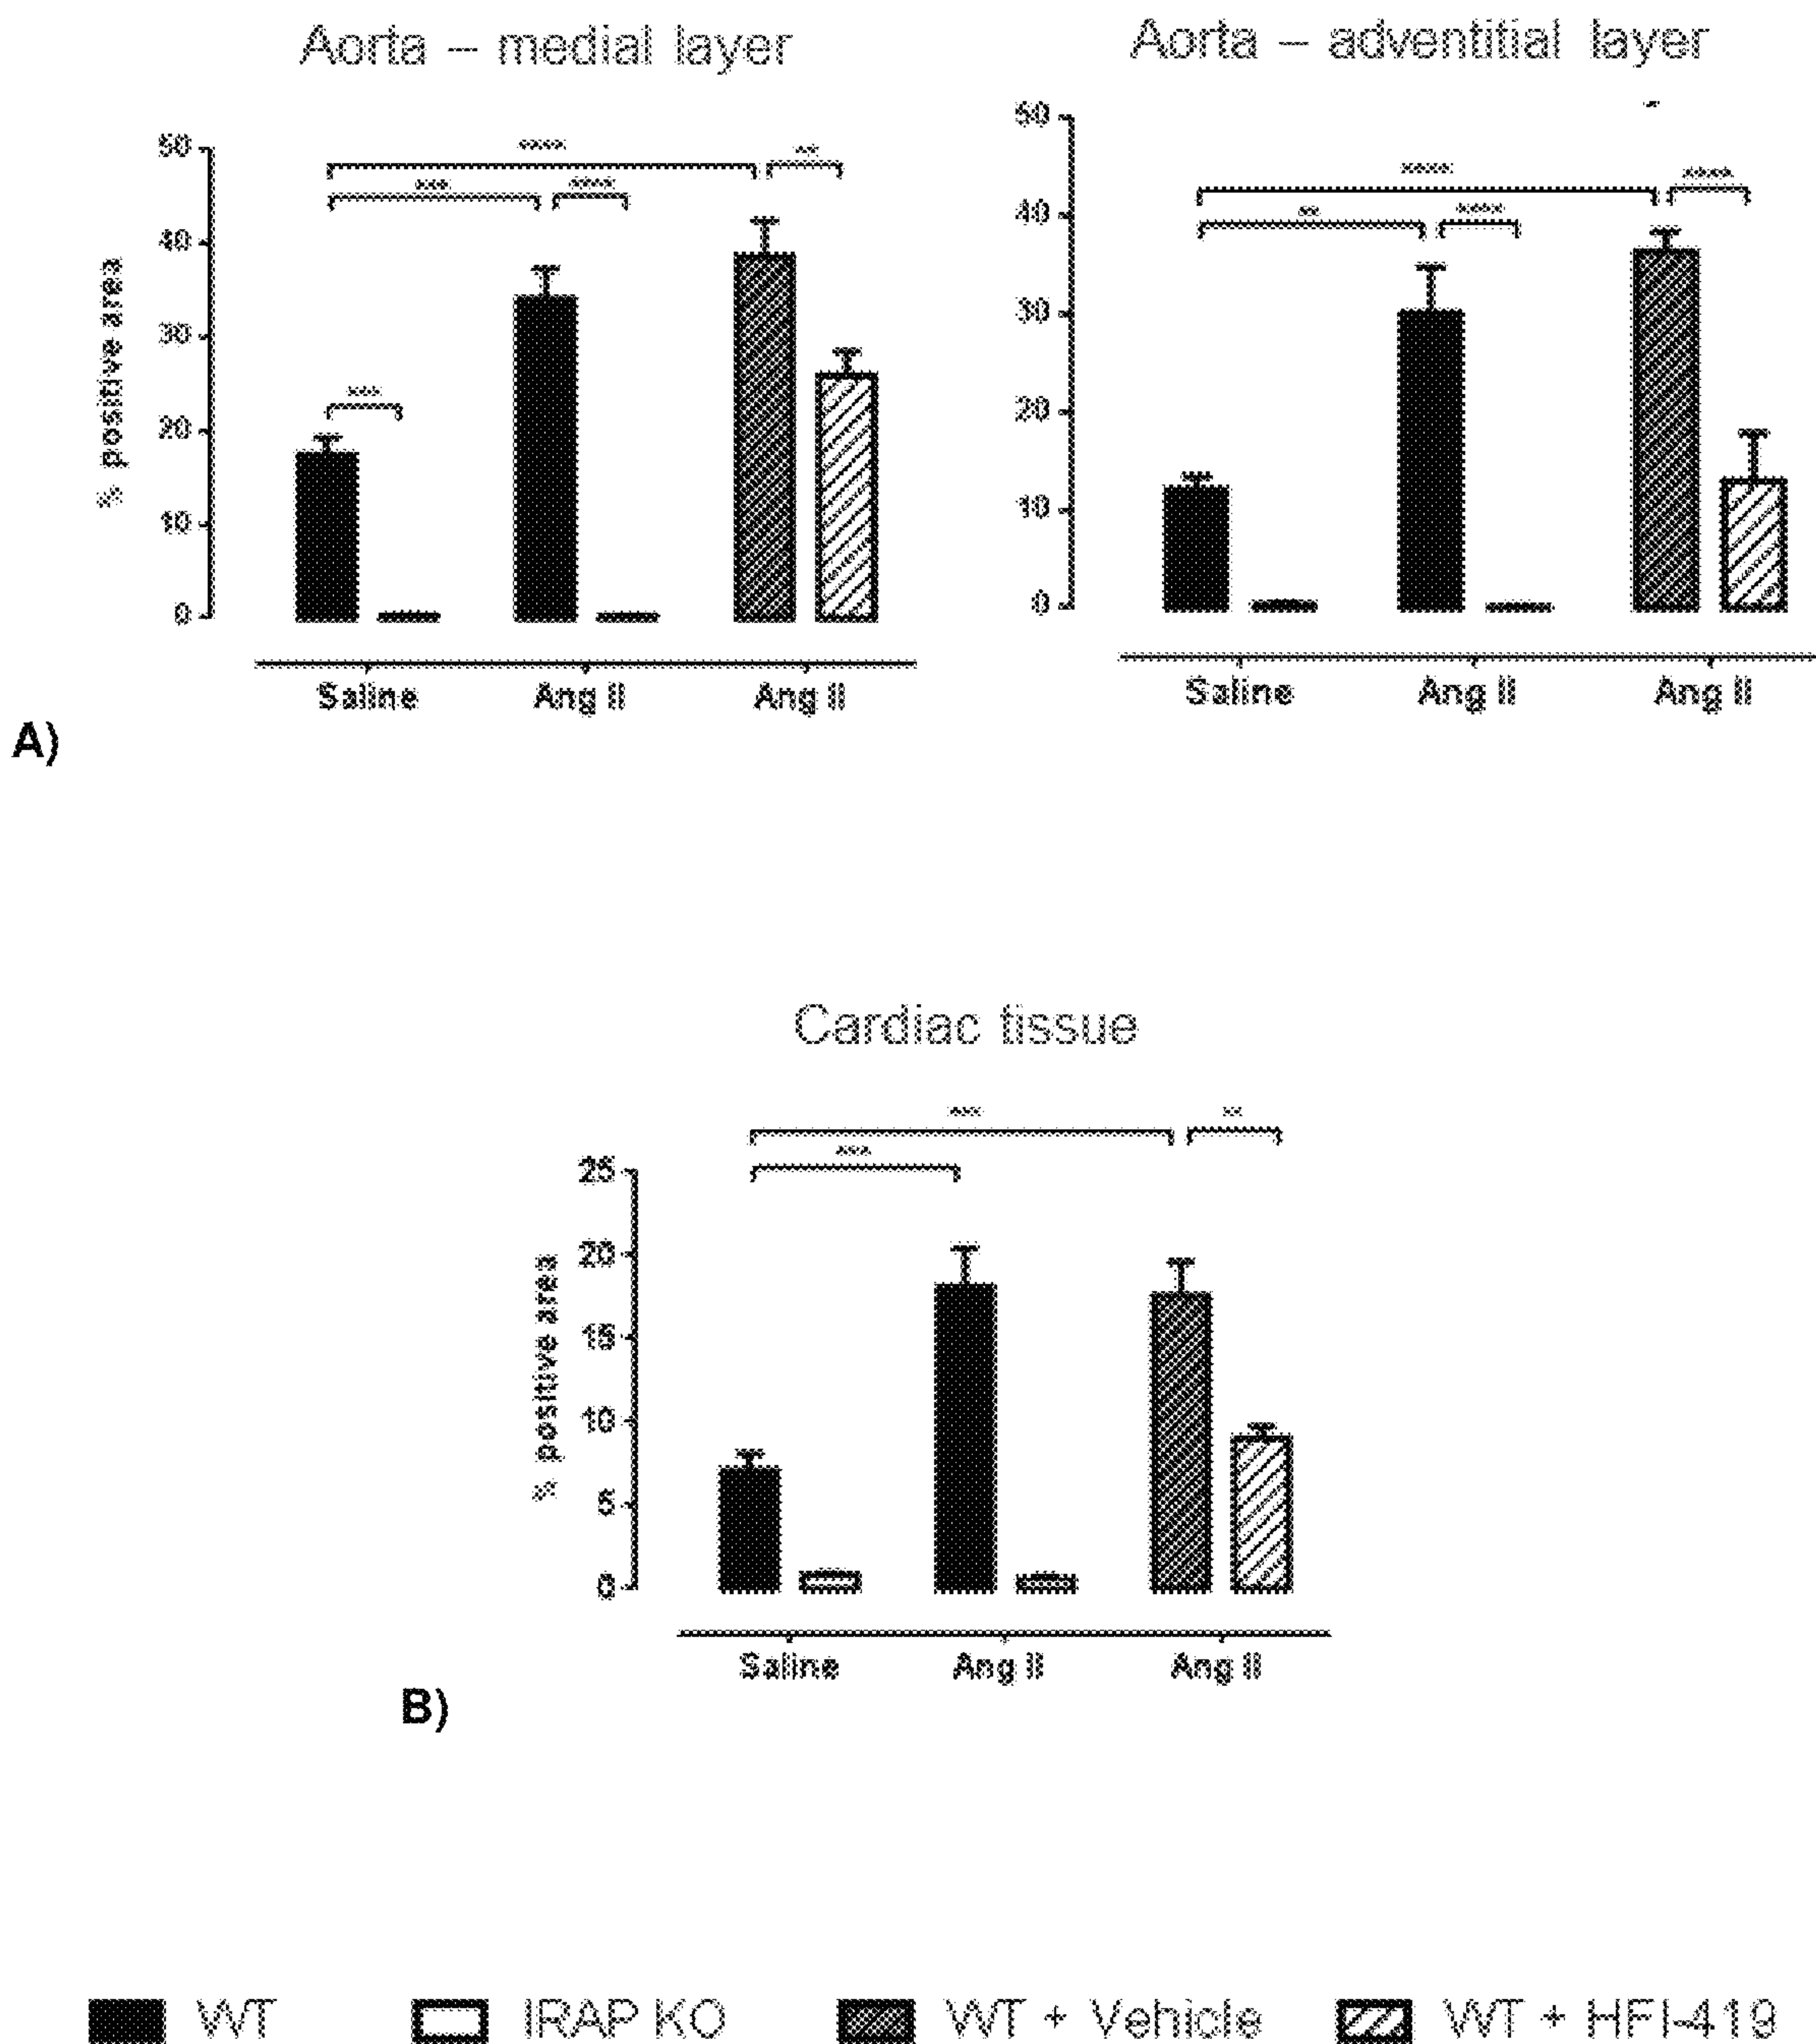 Aorta – medial layer
50
40
30
20
10
0
% positive area
****
**
***
****
***
Saline
Ang II
Ang II
Aorta – adventitial layer
50
40
30
20
10
0
****
****
**
****
Saline
Ang II
Ang II
A)
Cardiac tissue
25
20
15
10
5
0
% positive area
***
**
***
Saline
Ang II
Ang II
B)
WT
IRAP KO
WT + Vehicle
WT + HFI-419